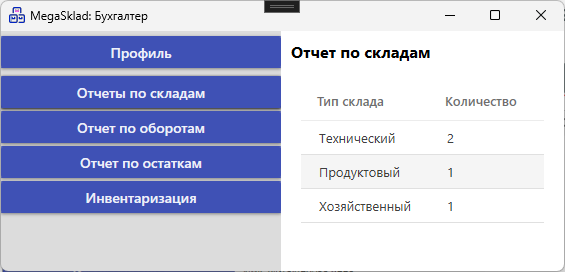 MegaSklad: Бухгалтер
Профиль
Отчеты по складам
Отчет по оборотам
Отчет по остаткам
Инвентаризация
Отчет по складам
Тип склада Количество
Технический 2
Продуктовый 1
Хозяйственный 1